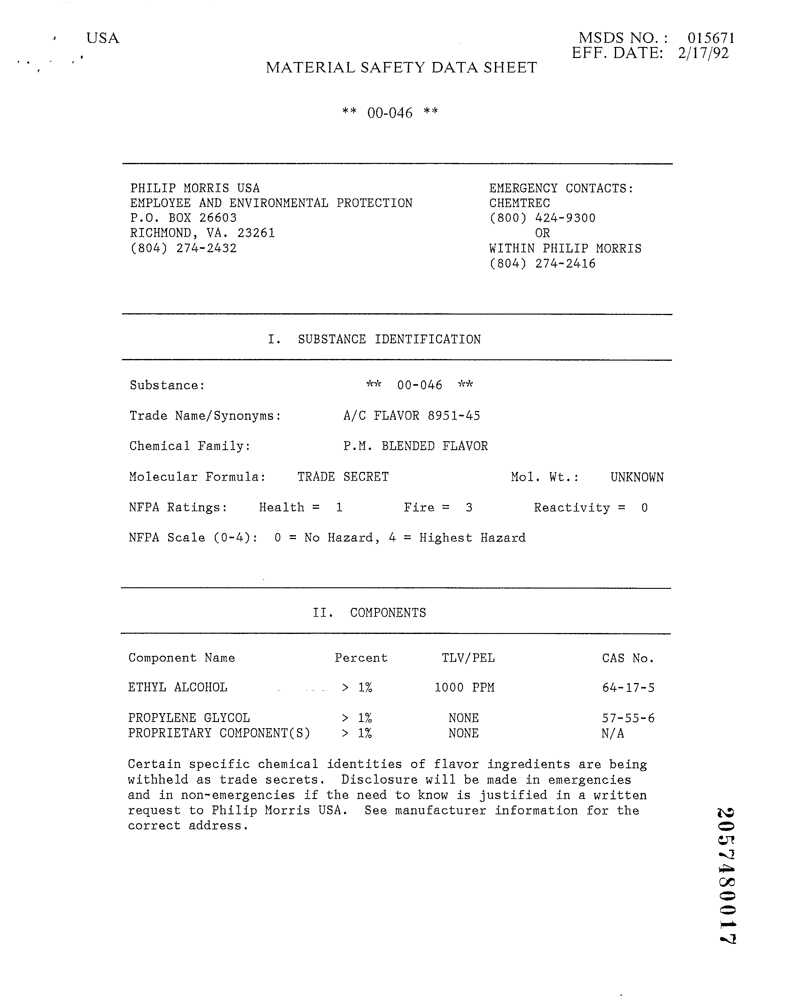 USA
MSDS NO.: 015671
EFF. DATE: 2/17/92
MATERIAL SAFETY DATA SHEET
** 00-046 **
PHILIP MORRIS USA
EMPLOYEE AND ENVIRONMENTAL PROTECTION
P.O. BOX 26603
RICHMOND, VA. 23261
(804) 274-2432
EMERGENCY CONTACTS:
CHEMTREC
(800) 424-9300
OR
WITHIN PHILIP MORRIS
(804) 274-2416
I. SUBSTANCE IDENTIFICATION
Substance: ** 00-046 **
Trade Name/Synonyms: A/C FLAVOR 8951-45
Chemical Family: P.M. BLENDED FLAVOR
Molecular Formula: TRADE SECRET Mol. Wt.: UNKNOWN
NFPA Ratings: Health = 1 Fire = 3 Reactivity = 0
NFPA Scale (0-4): 0 = No Hazard, 4 = Highest Hazard
II. COMPONENTS
Component Name Percent TLV/PEL CAS No.
ETHYL ALCOHOL > 1% 1000 PPM 64-17-5
PROPYLENE GLYCOL > 1% NONE 57-55-6
PROPRIETARY COMPONENT(S) > 1% NONE N/A
Certain specific chemical identities of flavor ingredients are being
withheld as trade secrets. Disclosure will be made in emergencies
and in non-emergencies if the need to know is justified in a written
request to Philip Morris USA. See manufacturer information for the
correct address.
2057480017